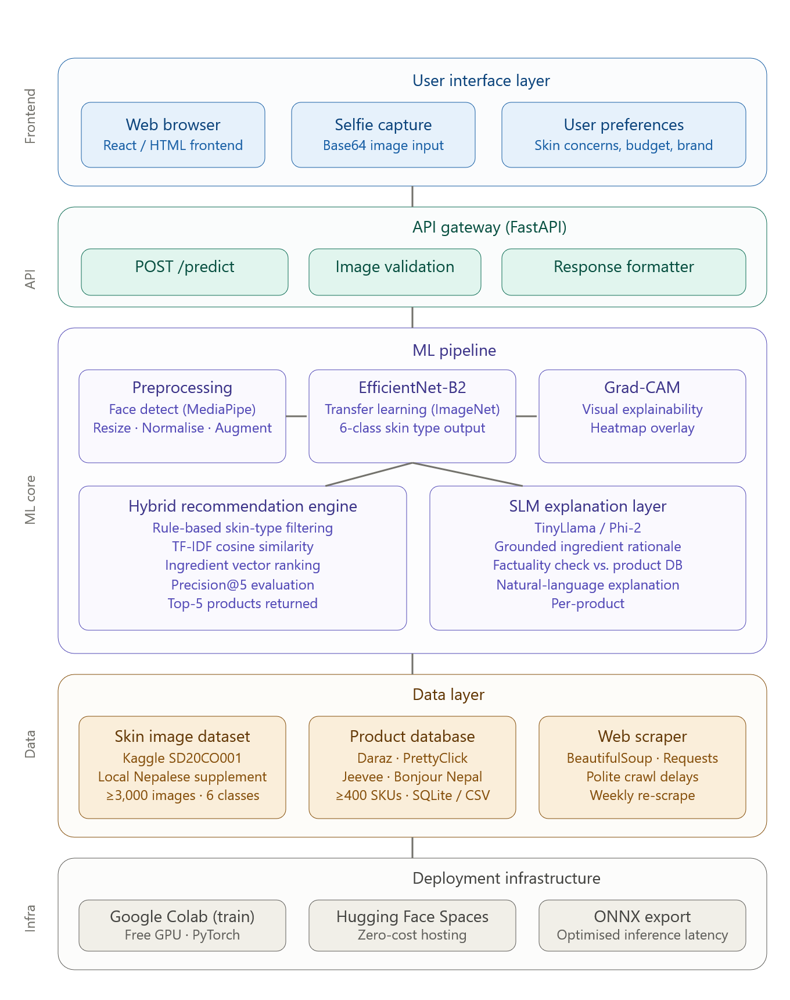 Frontend
User interface layer
Web browser
React / HTML frontend
Selfie capture
Base64 image input
User preferences
Skin concerns, budget, brand
API
API gateway (FastAPI)
POST /predict
Image validation
Response formatter
ML core
ML pipeline
Preprocessing
Face detect (MediaPipe)
Resize · Normalise · Augment
EfficientNet-B2
Transfer learning (ImageNet)
6-class skin type output
Grad-CAM
Visual explainability
Heatmap overlay
Hybrid recommendation engine
Rule-based skin-type filtering
TF-IDF cosine similarity
Ingredient vector ranking
Precision@5 evaluation
Top-5 products returned
SLM explanation layer
TinyLlama / Phi-2
Grounded ingredient rationale
Factuality check vs. product DB
Natural-language explanation
Per-product
Data
Data layer
Skin image dataset
Kaggle SD20CO001
Local Nepalese supplement
≥3,000 images · 6 classes
Product database
Daraz · PrettyClick
Jeevee · Bonjour Nepal
≥400 SKUs · SQLite / CSV
Web scraper
BeautifulSoup · Requests
Polite crawl delays
Weekly re-scrape
Infra
Deployment infrastructure
Google Colab (train)
Free GPU · PyTorch
Hugging Face Spaces
Zero-cost hosting
ONNX export
Optimised inference latency